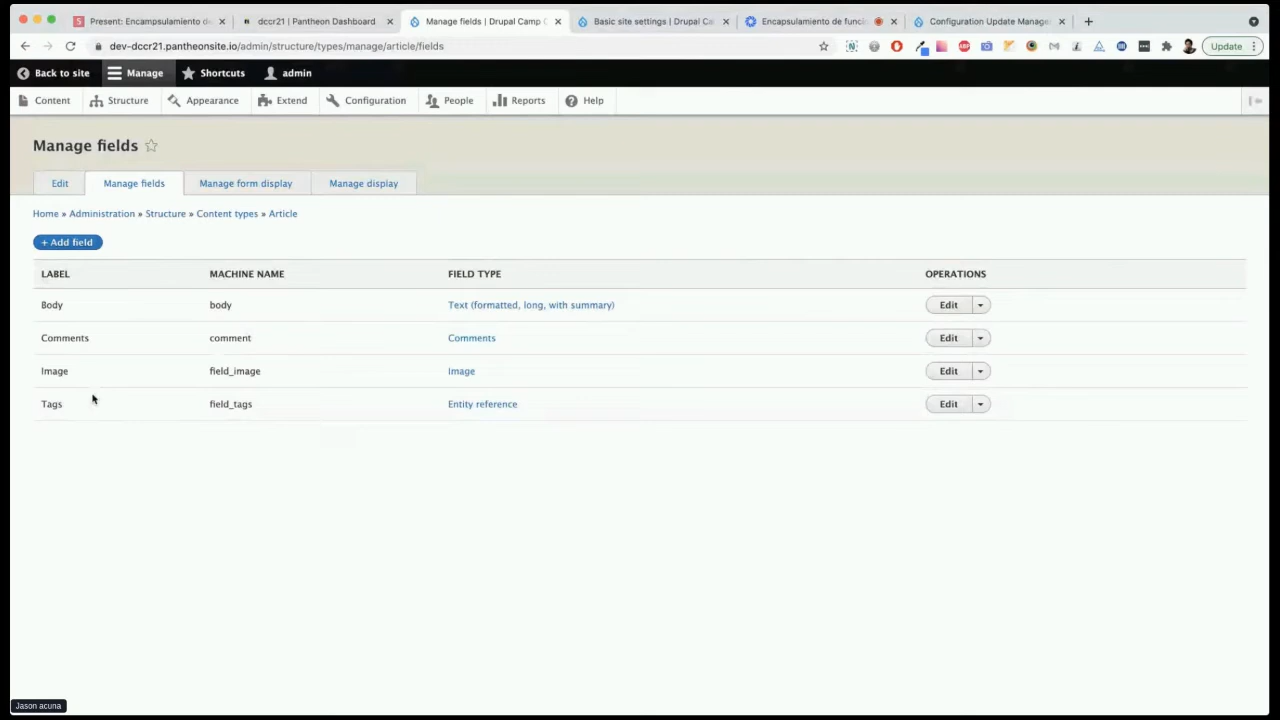 Present: Encampsulamiento de
dccr21 | Pantheon Dashboard
Manage fields | Drupal Camp C
Basic site settings | Drupal Ca
Encapsulamiento de funci
Configuration Update Manage
dev-dccr21.pantheonsite.io/admin/structure/types/manage/article/fields
Update
Back to site
Manage
Shortcuts
admin
Content
Structure
Appearance
Extend
Configuration
People
Reports
Help
Manage fields
Edit
Manage fields
Manage form display
Manage display
Home » Administration » Structure » Content types » Article
+ Add field
LABEL MACHINE NAME FIELD TYPE OPERATIONS
Body body Text (formatted, long, with summary) Edit
Comments comment Comments Edit
Image field_image Image Edit
Tags field_tags Entity reference Edit
Jason acuna